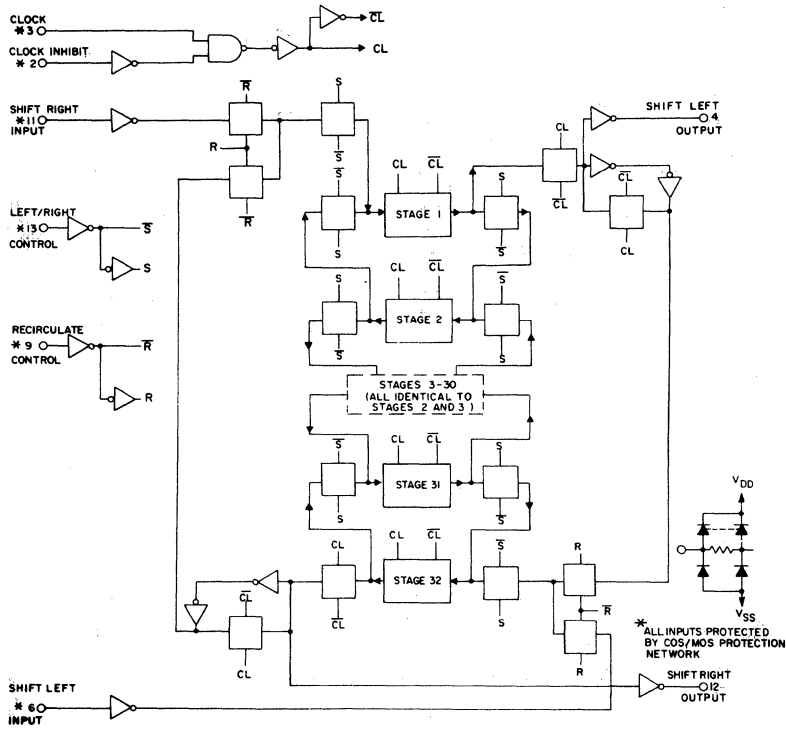 CLOCK
*3
CLOCK INHIBIT
*2
C̅L̅
CL
SHIFT RIGHT
*11
INPUT
R̅
R
R̅
S
S̅
S̅
S
CL C̅L̅
STAGE 1
S
S̅
CL
C̅L̅
SHIFT LEFT
4
OUTPUT
C̅L̅
CL
LEFT/RIGHT
*13
CONTROL
S̅
S
S
S̅
CL C̅L̅
STAGE 2
S̅
S
RECIRCULATE
*9
CONTROL
R̅
R
STAGES 3-30
(ALL IDENTICAL TO
STAGES 2 AND 3)
S̅
S
CL C̅L̅
STAGE 31
S
S̅
CL
C̅L̅
CL C̅L̅
STAGE 32
S̅
S
R
R̅
R
C̅L̅
CL
VDD
VSS
*ALL INPUTS PROTECTED
BY COS/MOS PROTECTION
NETWORK
SHIFT LEFT
*6
INPUT
SHIFT RIGHT
12
OUTPUT